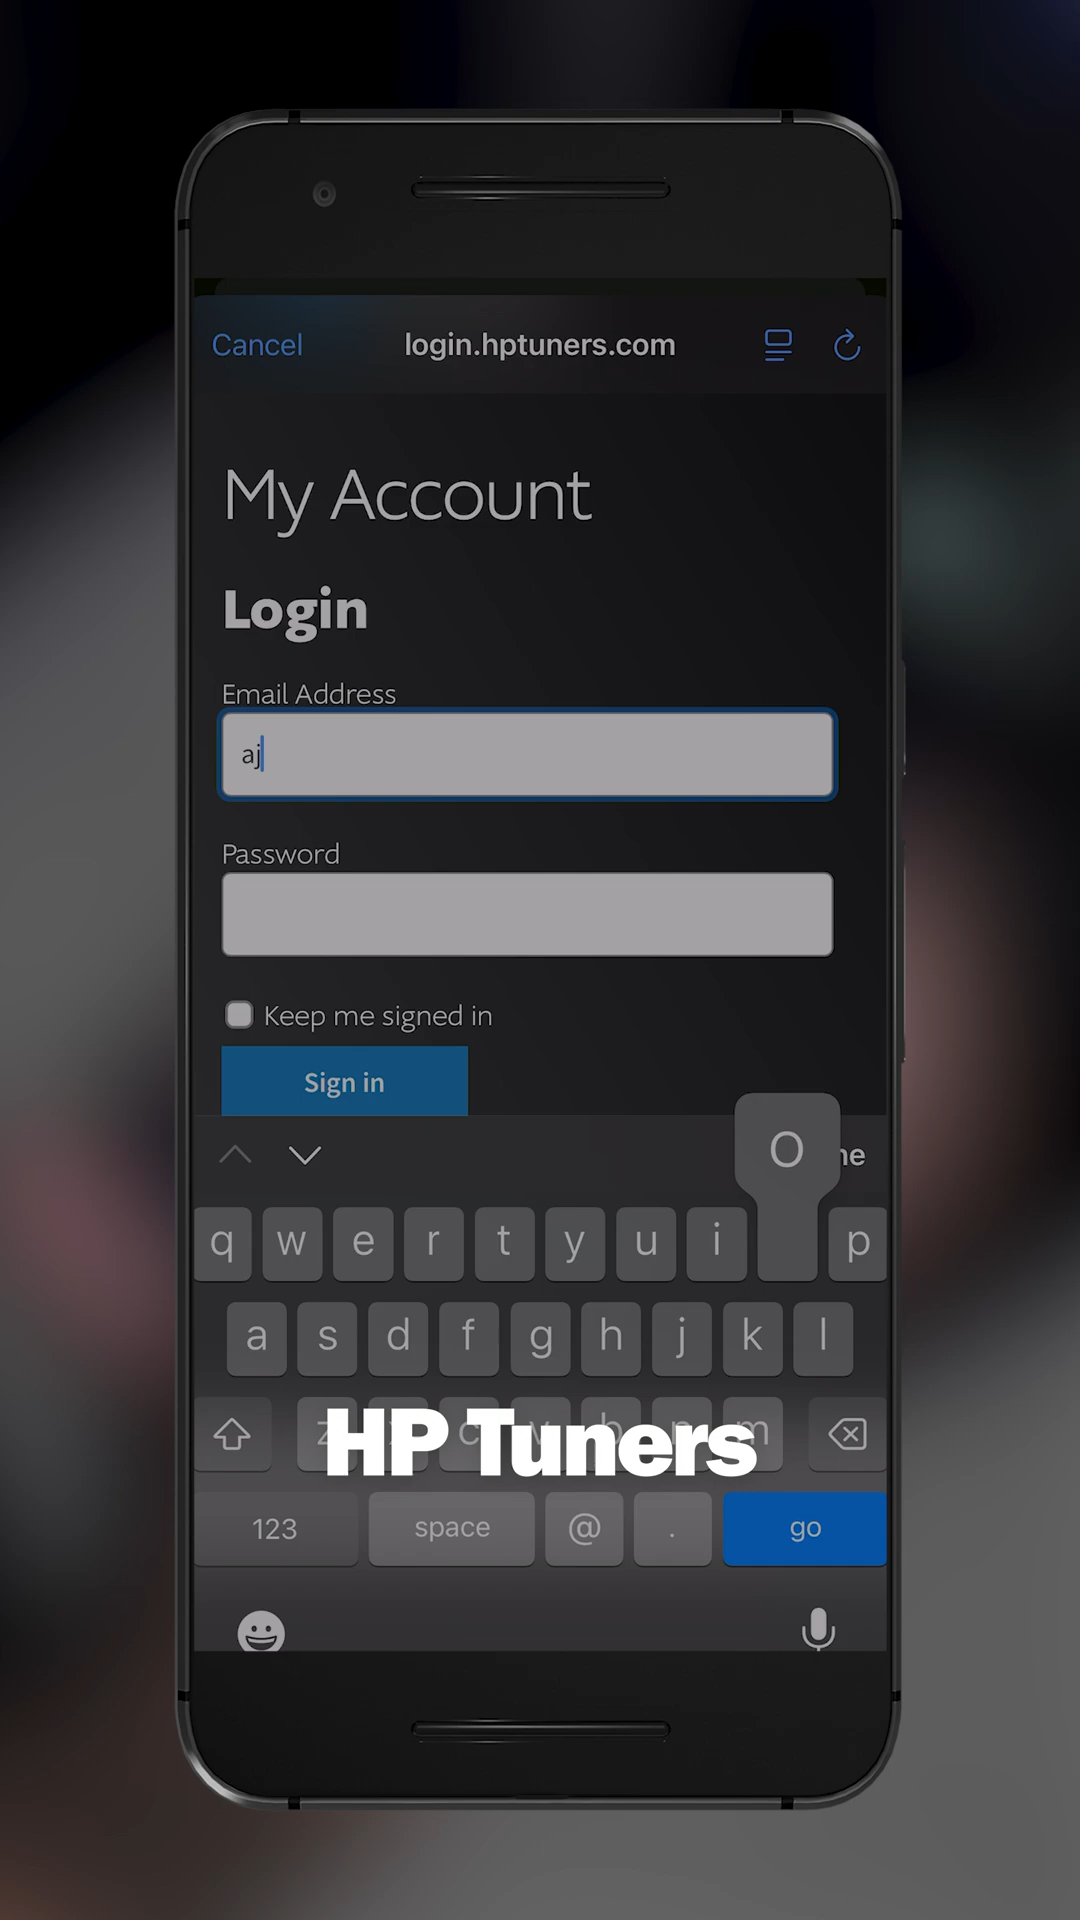 Cancel login.hptuners.com
My Account
Login
Email Address
aj
Password
Keep me signed in
Sign in
O
q w e r t y u i p
a s d f g h j k l
HP Tuners
123 space @ . go